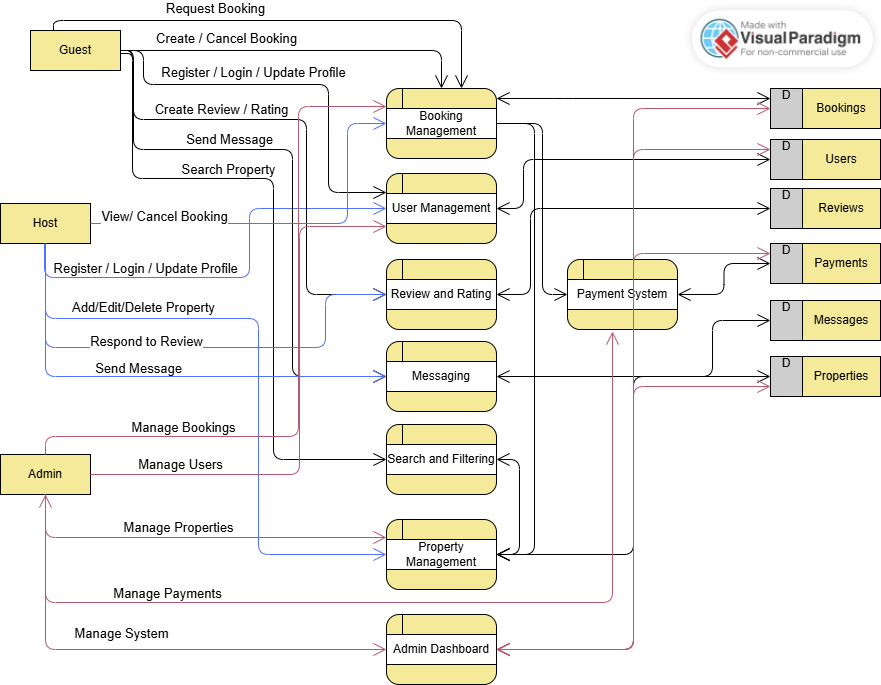 Request Booking
Made with
VisualParadigm
For non-commercial use
Guest
Create / Cancel Booking
Register / Login / Update Profile
D
Bookings
Create Review / Rating
Booking
Management
Send Message
D
Users
Search Property
D
Reviews
User Management
Host
View/ Cancel Booking
D
Payments
Register / Login / Update Profile
Review and Rating
Payment System
D
Messages
Add/Edit/Delete Property
Respond to Review
Send Message
Messaging
D
Properties
Manage Bookings
Search and Filtering
Manage Users
Admin
Manage Properties
Property
Management
Manage Payments
Manage System
Admin Dashboard